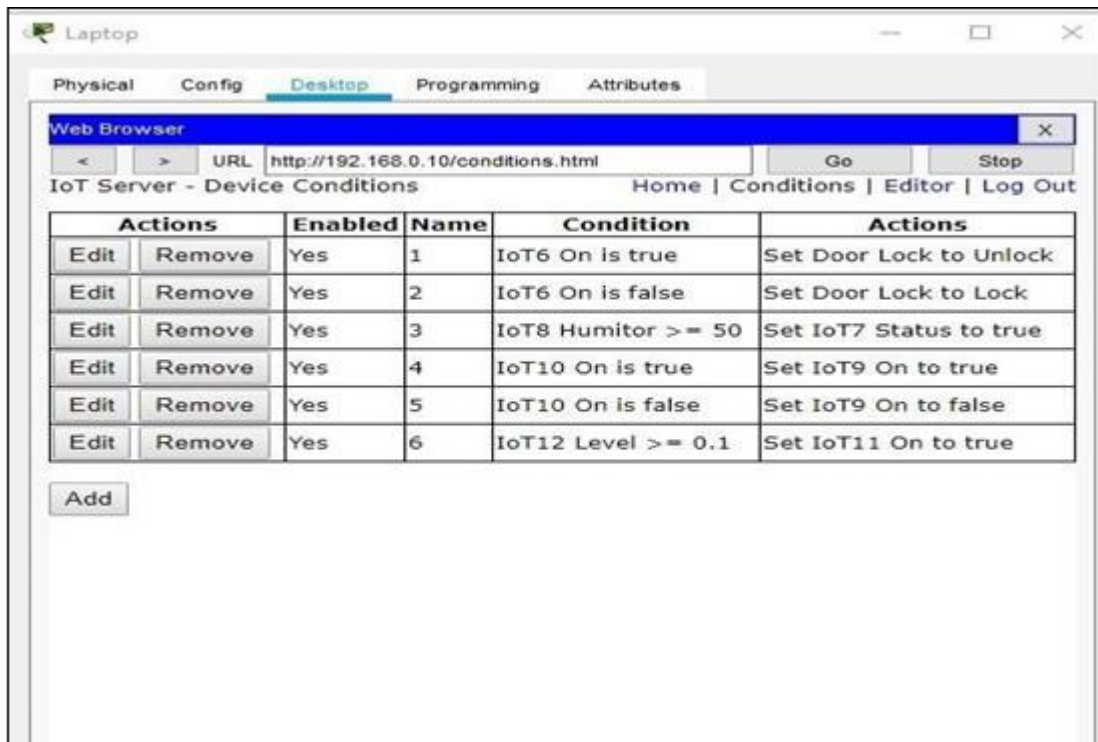 Laptop
Physical Config Desktop Programming Attributes
Web Browser X
< > URL http://192.168.0.10/conditions.html Go Stop
IoT Server - Device Conditions Home | Conditions | Editor | Log Out
Actions Enabled Name Condition Actions
Edit Remove Yes 1 IoT6 On is true Set Door Lock to Unlock
Edit Remove Yes 2 IoT6 On is false Set Door Lock to Lock
Edit Remove Yes 3 IoT8 Humitor >= 50 Set IoT7 Status to true
Edit Remove Yes 4 IoT10 On is true Set IoT9 On to true
Edit Remove Yes 5 IoT10 On is false Set IoT9 On to false
Edit Remove Yes 6 IoT12 Level >= 0.1 Set IoT11 On to true
Add